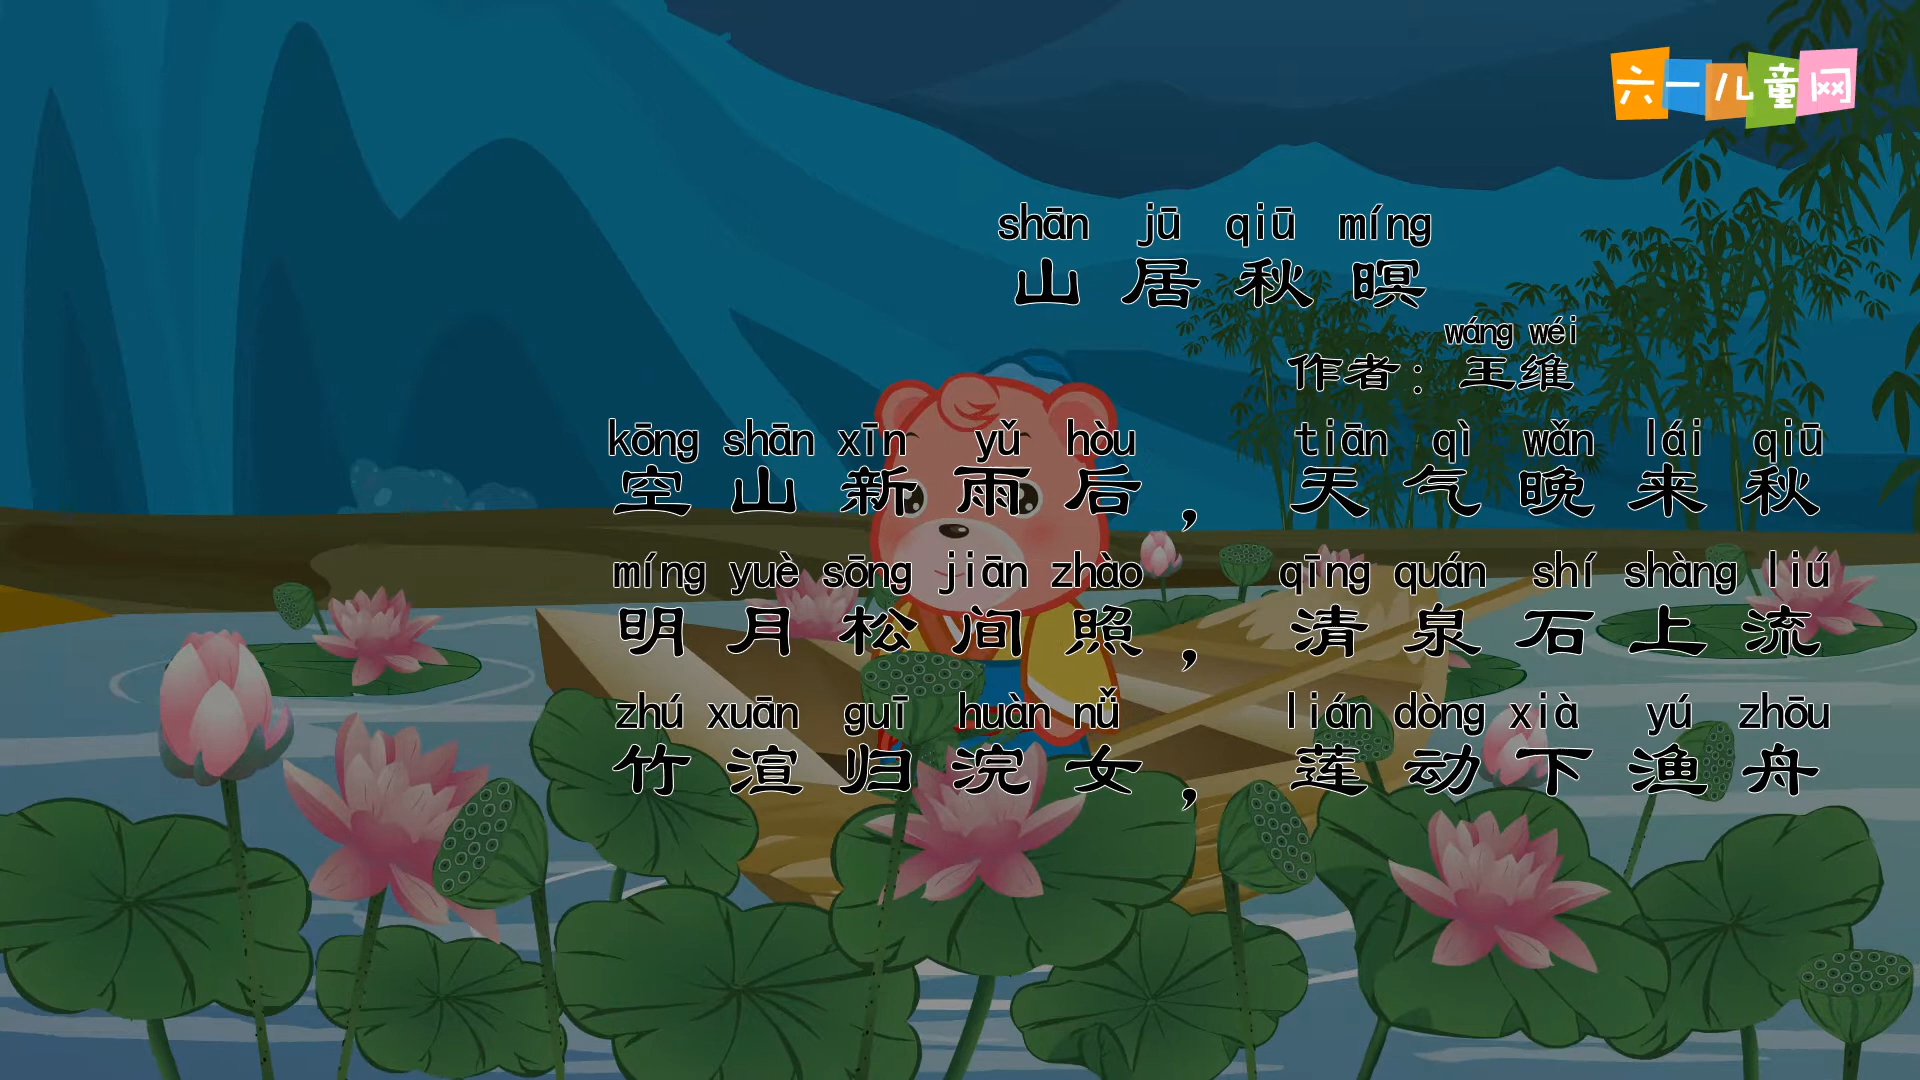 六一儿童网
shān jū qiū míng
山居秋暝
wáng wéi
作者：王维
kōng shān xīn yǔ hòu tiān qì wǎn lái qiū
空山新雨后，天气晚来秋
míng yuè sōng jiān zhào qīng quán shí shàng liú
明月松间照，清泉石上流
zhú xuān guī huàn nǚ lián dòng xià yú zhōu
竹渲归浣女，莲动下渔舟